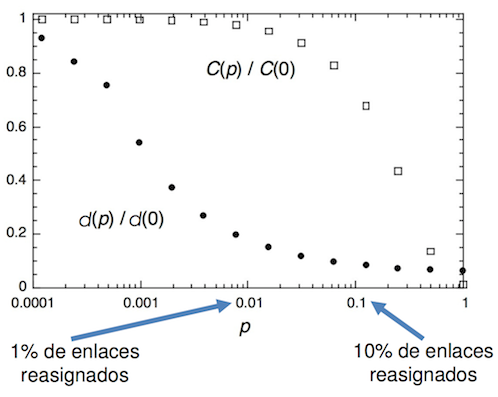 1
0.8
0.6
0.4
0.2
0
C(p) / C(0)
d(p) / d(0)
0.0001 0.001 0.01 0.1 1
p
1% de enlaces
reasignados
10% de enlaces
reasignados